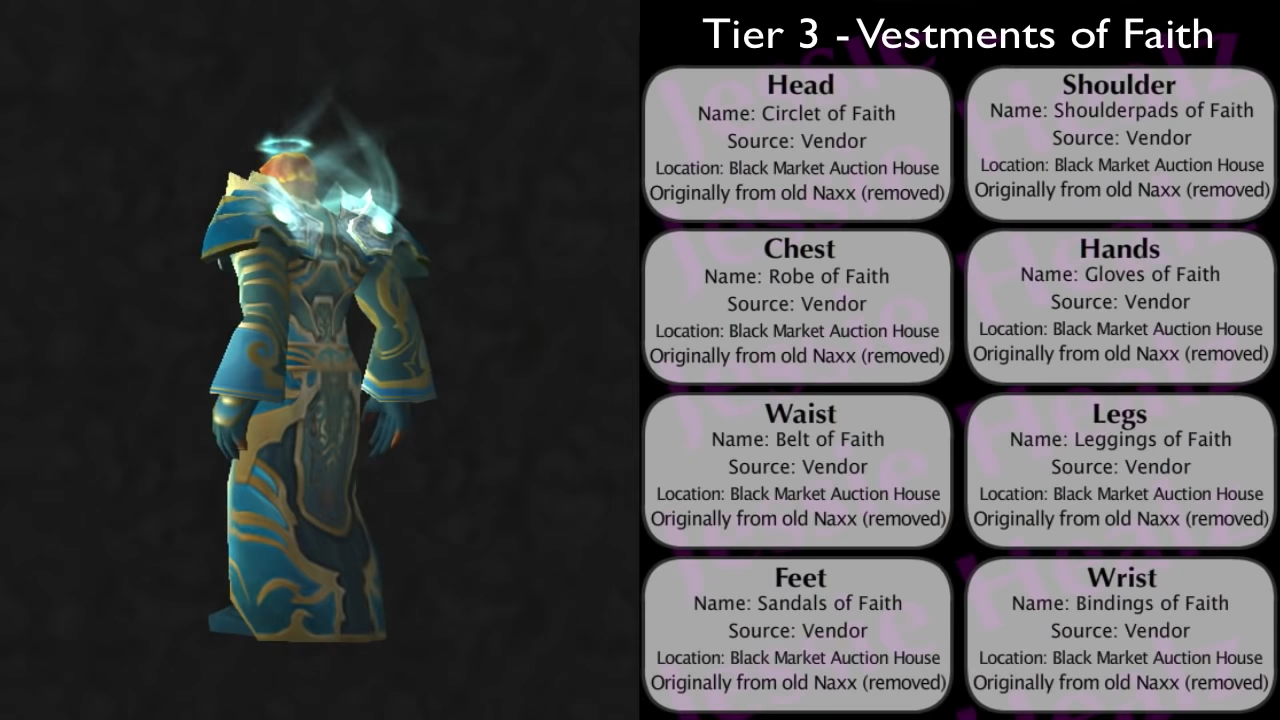 Tier 3 - Vestments of Faith
Head
Name: Circlet of Faith
Source: Vendor
Location: Black Market Auction House
Originally from old Naxx (removed)
Shoulder
Name: Shoulderpads of Faith
Source: Vendor
Location: Black Market Auction House
Originally from old Naxx (removed)
Chest
Name: Robe of Faith
Source: Vendor
Location: Black Market Auction House
Originally from old Naxx (removed)
Hands
Name: Gloves of Faith
Source: Vendor
Location: Black Market Auction House
Originally from old Naxx (removed)
Waist
Name: Belt of Faith
Source: Vendor
Location: Black Market Auction House
Originally from old Naxx (removed)
Legs
Name: Leggings of Faith
Source: Vendor
Location: Black Market Auction House
Originally from old Naxx (removed)
Feet
Name: Sandals of Faith
Source: Vendor
Location: Black Market Auction House
Originally from old Naxx (removed)
Wrist
Name: Bindings of Faith
Source: Vendor
Location: Black Market Auction House
Originally from old Naxx (removed)